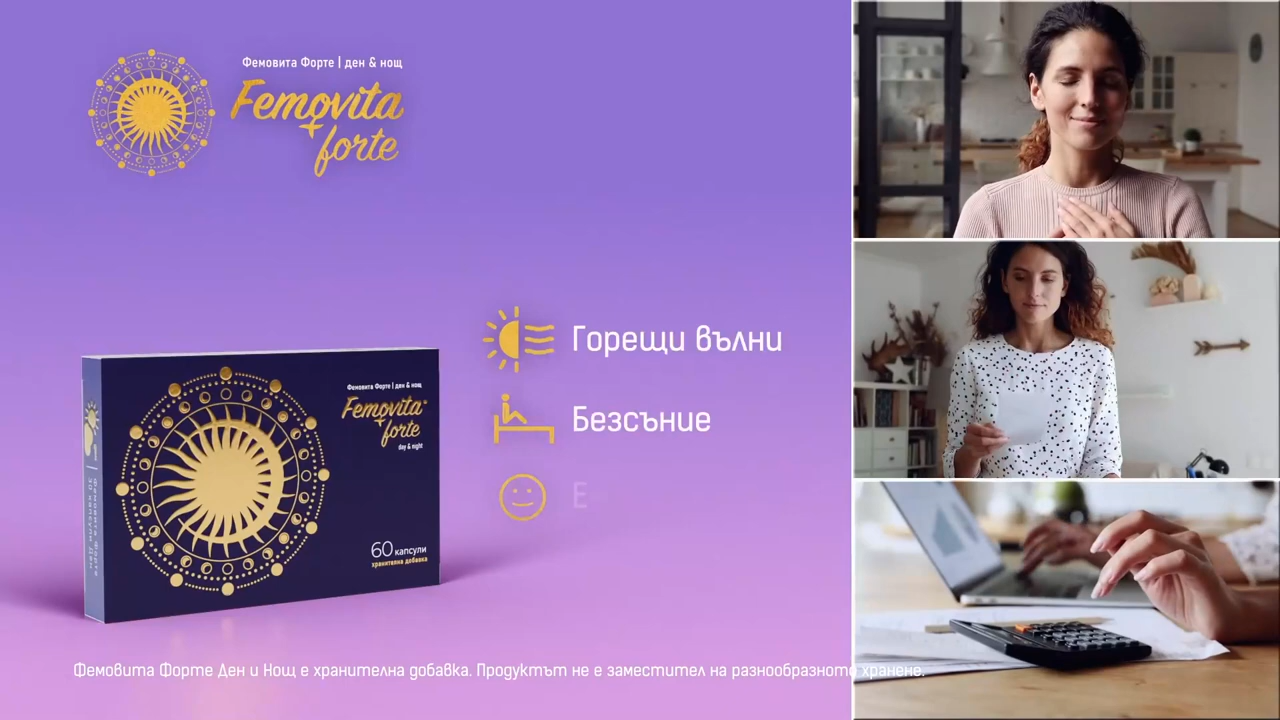 Фемовита Форте | ден & нощ
Femovita
+
forte
Горещи вълни
Безсъние
Е
Фемовита Форте | ден & нощ
Femovita
+
forte
day & night
60 капсули
хранителна добавка
Фемовита Форте Ден и Нощ е хранителна добавка. Продуктът не е заместител на разнообразното хранене.